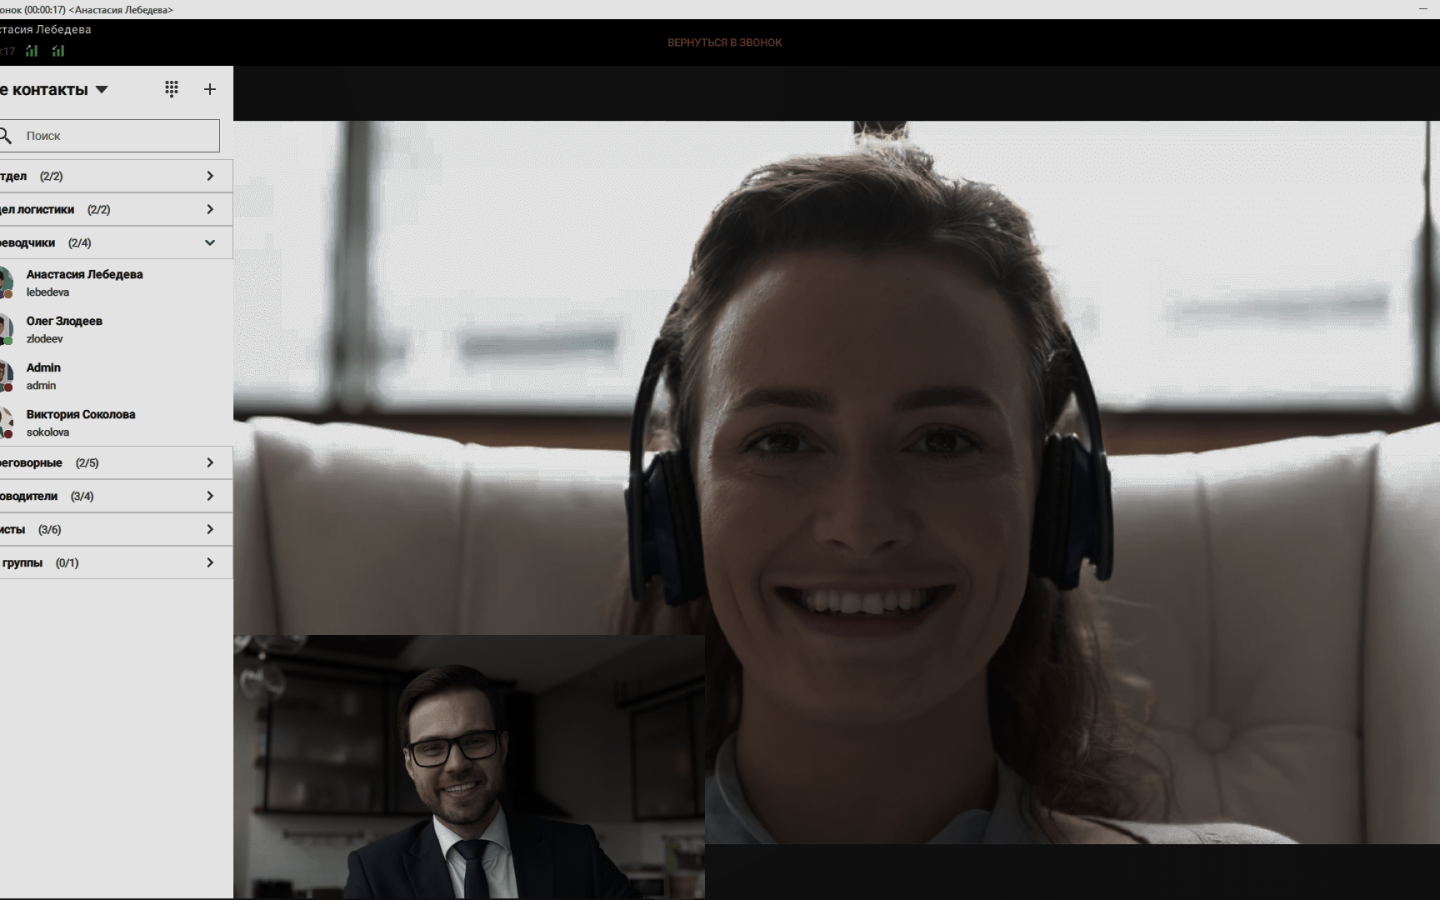 онок (00:00:17) <Анастасия Лебедева>
стасия Лебедева
:17
ВЕРНУТЬСЯ В ЗВОНОК
е контакты
Поиск
тдел (2/2)
ел логистики (2/2)
еводчики (2/4)
Анастасия Лебедева
lebedeva
Олег Злодеев
zlodeev
Admin
admin
Виктория Соколова
sokolova
еговорные (2/5)
оводители (3/4)
исты (3/6)
группы (0/1)